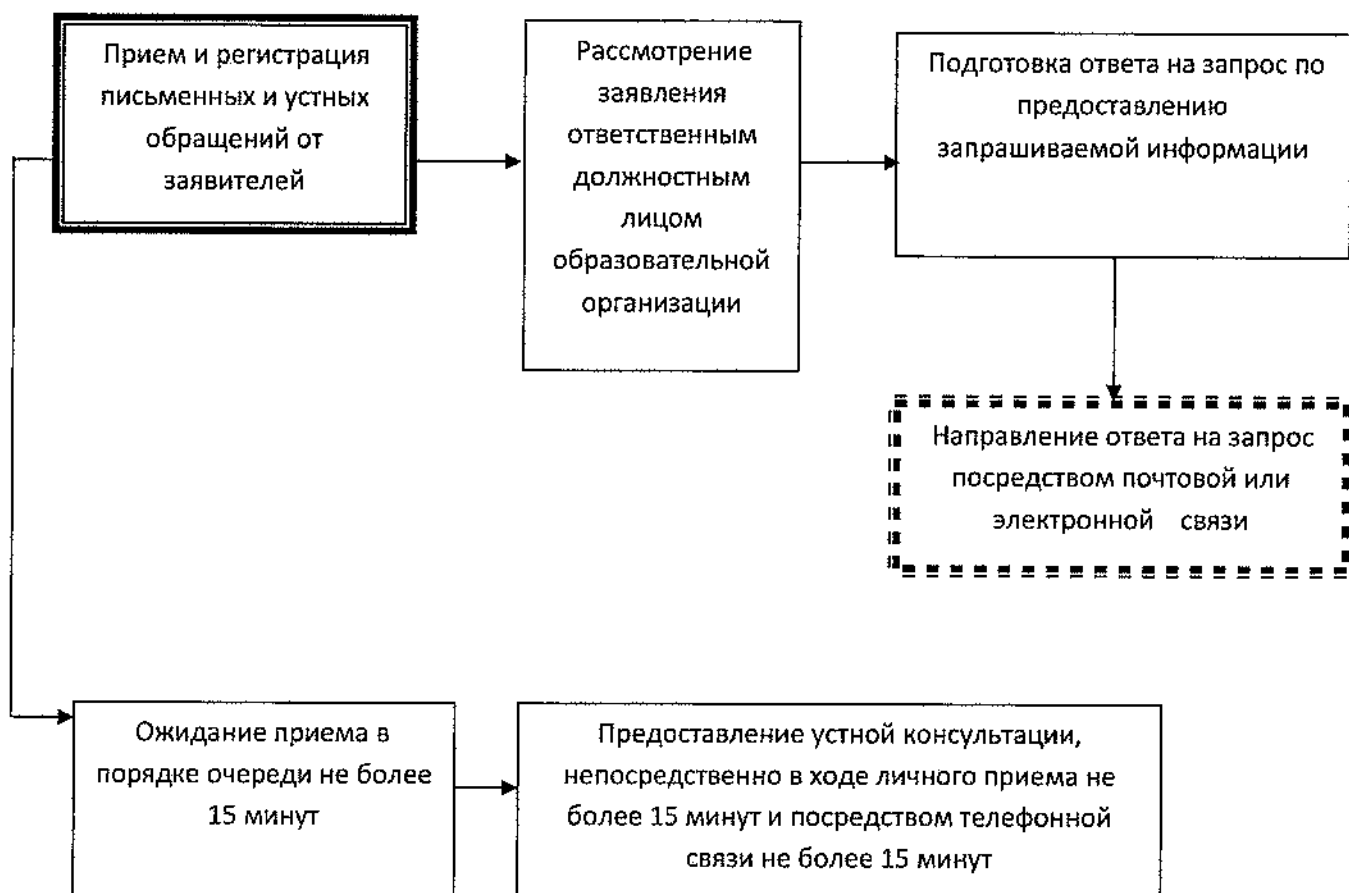 Прием и регистрация
письменных и устных
обращений от
заявителей
Рассмотрение
заявления
ответственным
должностным
лицом
образовательной
организации
Подготовка ответа на запрос по
предоставлению
запрашиваемой информации
Направление ответа на запрос
посредством почтовой или
электронной связи
Ожидание приема в
порядке очереди не более
15 минут
Предоставление устной консультации,
непосредственно в ходе личного приема не
более 15 минут и посредством телефонной
связи не более 15 минут